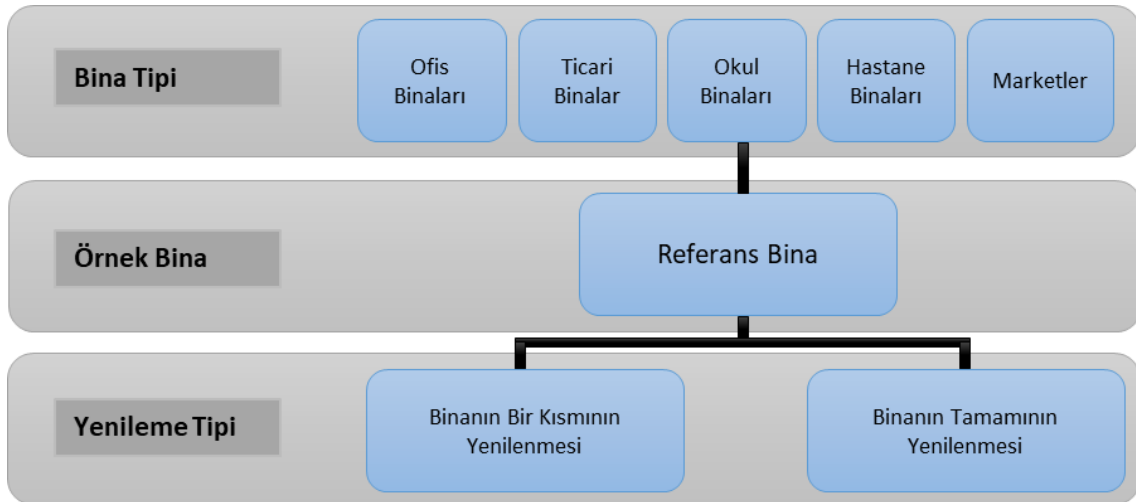 Bina Tipi
Ofis
Binaları
Ticari
Binalar
Okul
Binaları
Hastane
Binaları
Marketler
Örnek Bina
Referans Bina
Yenileme Tipi
Binanın Bir Kısmının
Yenilenmesi
Binanın Tamamının
Yenilenmesi